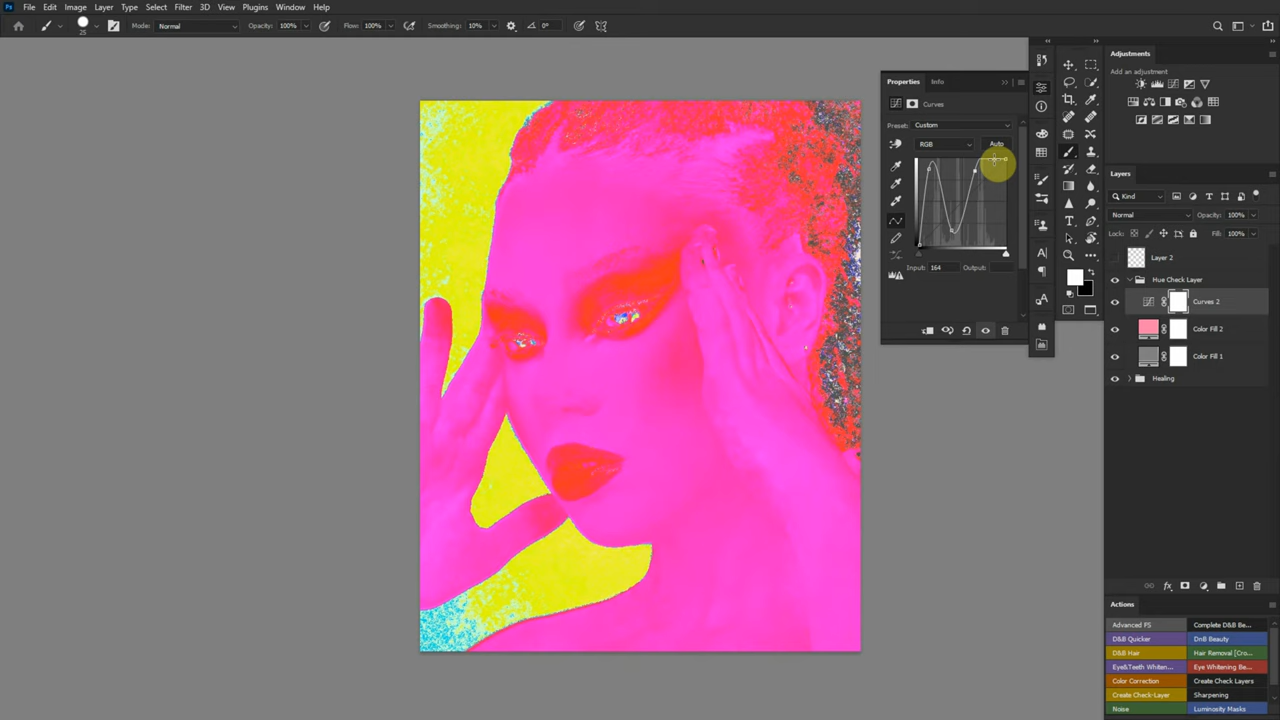 Ps File Edit Image Layer Type Select Filter 3D View Plugins Window Help
25 Mode: Normal Opacity: 100% Flow: 100% Smoothing: 10% 0°
Properties Info
Curves
Preset: Custom
RGB Auto
Input: 164 Output:
Adjustments
Add an adjustment
Layers
Kind
Normal Opacity: 100%
Lock: Fill: 100%
Layer 2
Hue Check Layer
Curves 2
Color Fill 2
Color Fill 1
Healing
Actions
Advanced FS Complete D&B Be...
D&B Quicker DnB Beauty
D&B Hair Hair Removal [Cro...
Eye&Teeth Whiten... Eye Whitening Be...
Color Correction Create Check Layers
Create Check-Layer Sharpening
Noise Luminosity Masks